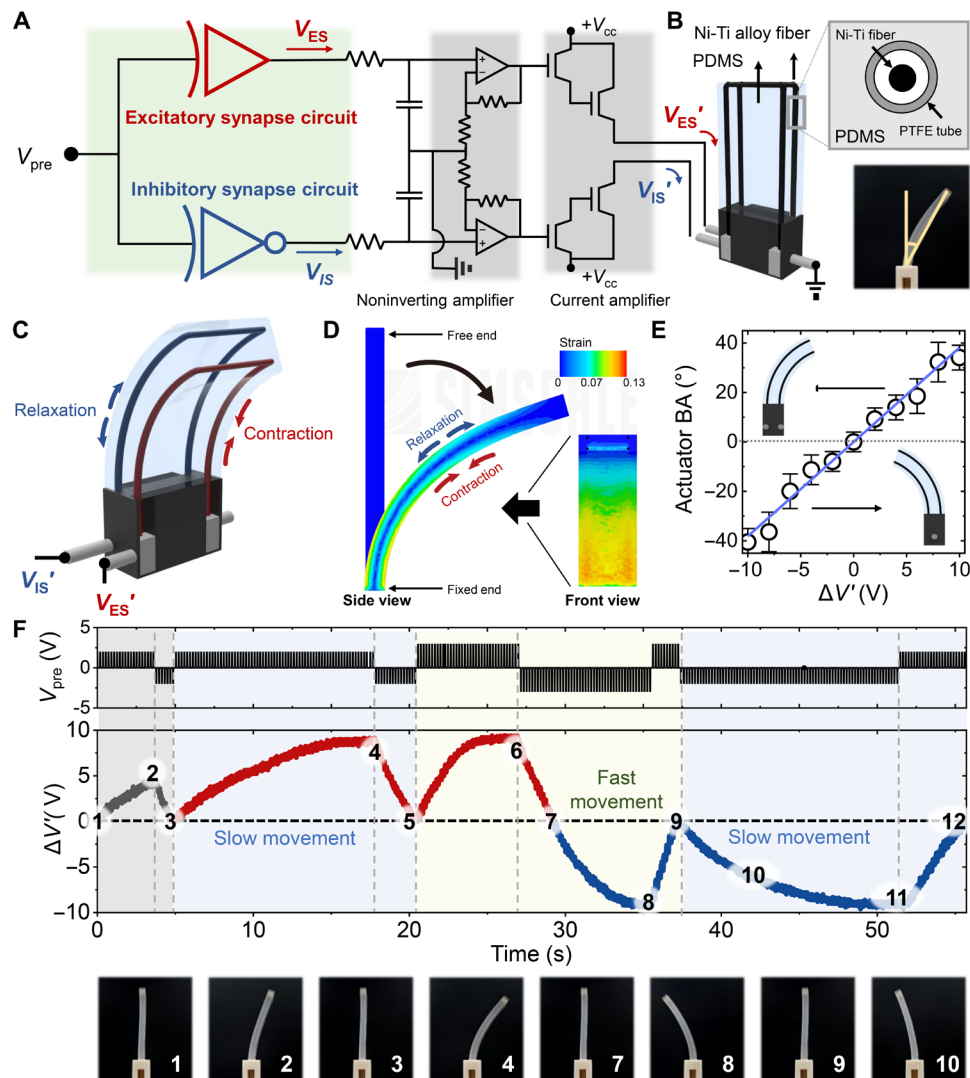 A
V_ES
+V_cc
Excitatory synapse circuit
V_pre
Inhibitory synapse circuit
V_IS
+
−
−
+
V_ES'
V_IS'
+V_cc
Noninverting amplifier
Current amplifier
B
Ni-Ti alloy fiber
PDMS
Ni-Ti fiber
PTFE tube
PDMS
C
Relaxation
Contraction
V_IS'
V_ES'
D
Free end
Strain
0 0.07 0.13
Relaxation
Contraction
Fixed end
Side view
Front view
SIMSCALE
E
Actuator BA (°)
40
20
0
−20
−40
−10 −5 0 5 10
ΔV' (V)
F
V_pre (V)
5
0
-5
ΔV' ( V)
10
5
0
-5
-10
1 2 3 4 5 6 7 8 9 10 11 12
Slow movement
Fast
movement
Slow movement
0 10 20 30 40 50
Time (s)
1 2 3 4 7 8 9 10